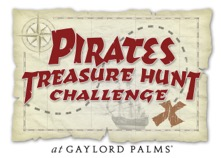 PIRATES
TREASURE HUNT
CHALLENGE
at GAYLORD PALMS®